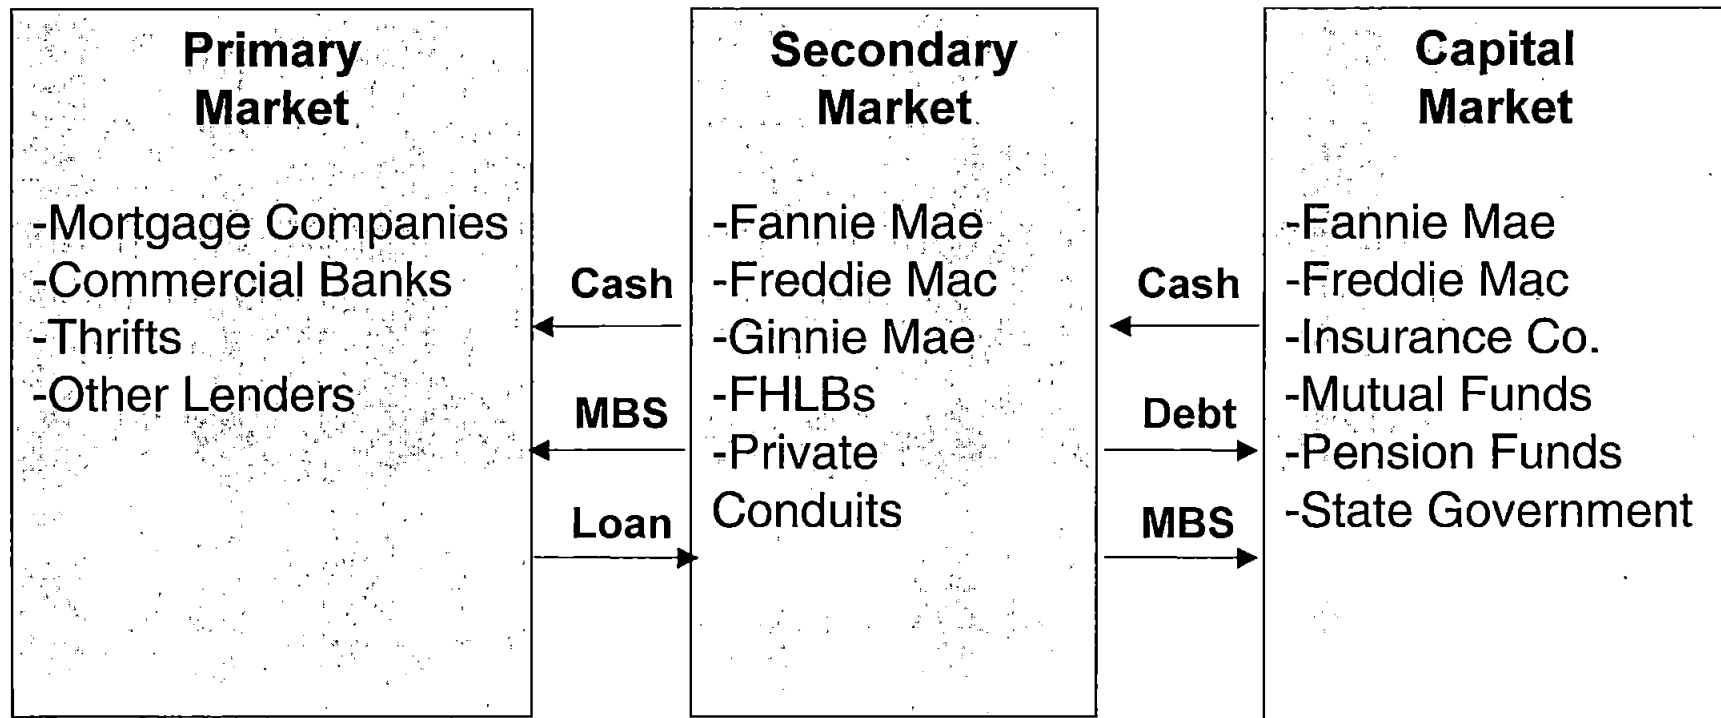 Primary
Market
-Mortgage Companies
-Commercial Banks
-Thrifts
-Other Lenders
Cash
MBS
Loan
Secondary
Market
-Fannie Mae
-Freddie Mac
-Ginnie Mae
-FHLBs
-Private
Conduits
Cash
Debt
MBS
Capital
Market
-Fannie Mae
-Freddie Mac
-Insurance Co.
-Mutual Funds
-Pension Funds
-State Government